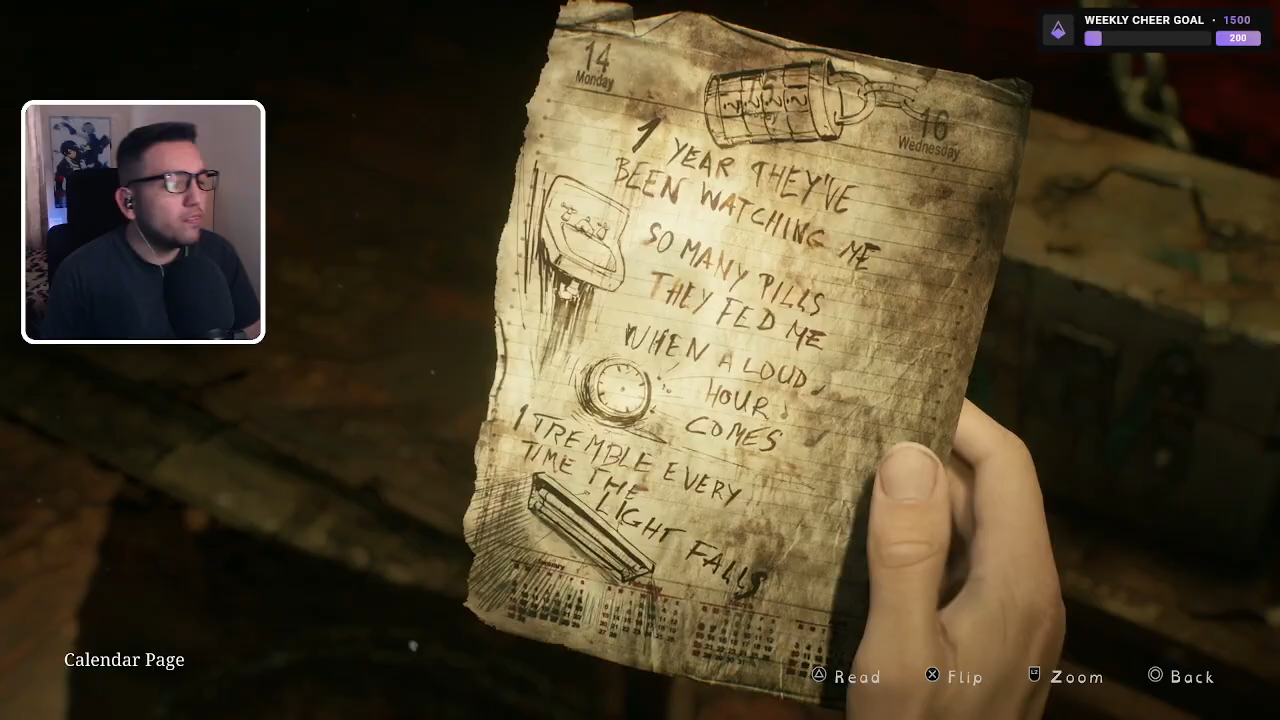 WEEKLY CHEER GOAL · 1500
200
14
Monday
16
Wednesday
1 YEAR THEY'VE
BEEN WATCHING ME
SO MANY PILLS
THEY FED ME
WHEN A LOUD
HOUR
COMES
I TREMBLE EVERY
TIME THE
LIGHT FALLS
Calendar Page
Read
Flip
L2
Zoom
Back